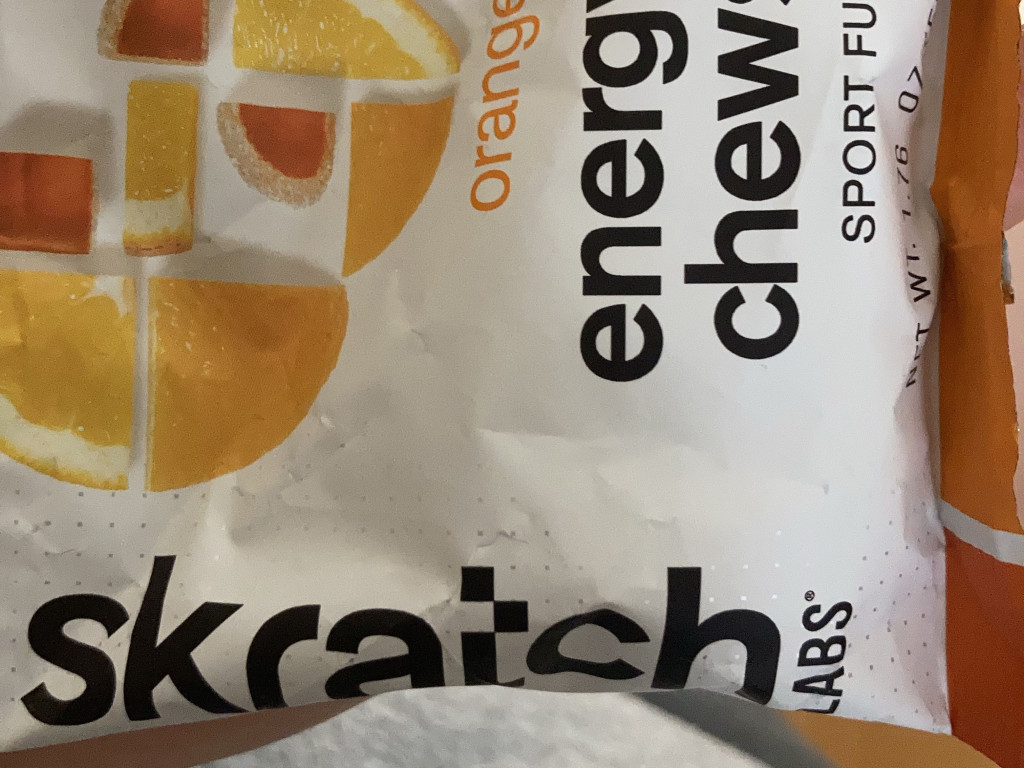 orange
energy
chews
SPORT FU
NET WT. 1.76 OZ
skratch
LABS®